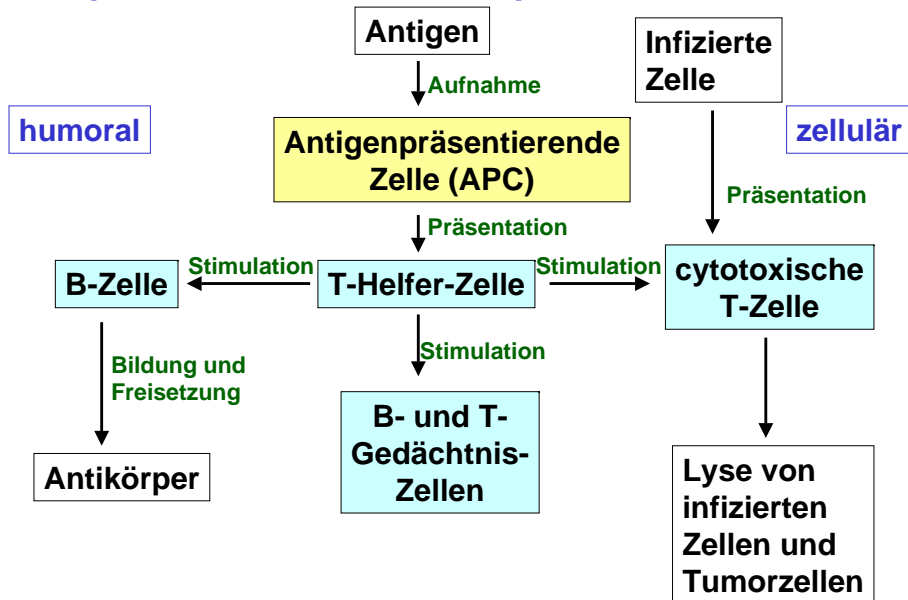 Antigen
Infizierte
Zelle
Aufnahme
humoral
zellulär
Antigenpräsentierende
Zelle (APC)
Präsentation
Präsentation
B-Zelle
Stimulation
T-Helfer-Zelle
Stimulation
cytotoxische
T-Zelle
Bildung und
Freisetzung
Stimulation
B- und T-
Gedächtnis-
Zellen
Antikörper
Lyse von
infizierten
Zellen und
Tumorzellen